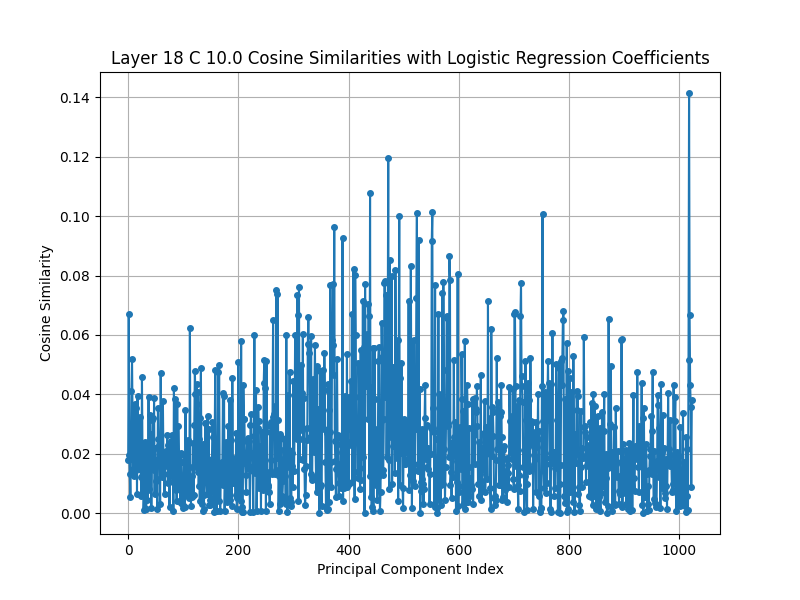 Layer 18 C 10.0 Cosine Similarities with Logistic Regression Coefficients
0.14
0.12
0.10
0.08
0.06
0.04
0.02
0.00
Cosine Similarity
0 200 400 600 800 1000
Principal Component Index